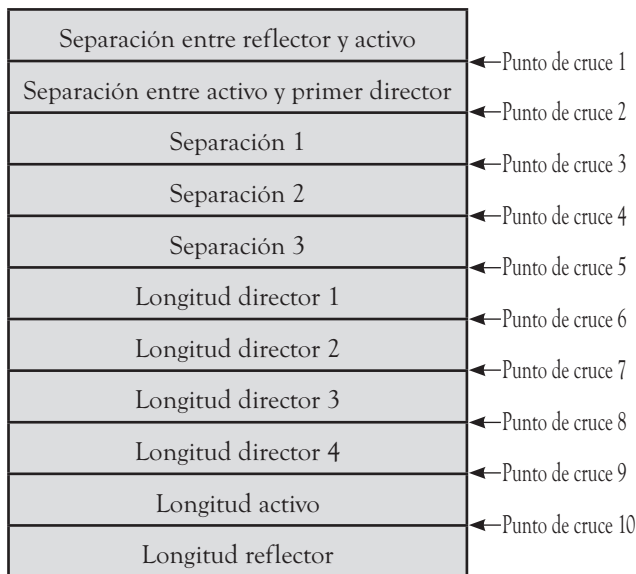 Separación entre reflector y activo
Punto de cruce 1
Separación entre activo y primer director
Punto de cruce 2
Separación 1
Punto de cruce 3
Separación 2
Punto de cruce 4
Separación 3
Punto de cruce 5
Longitud director 1
Punto de cruce 6
Longitud director 2
Punto de cruce 7
Longitud director 3
Punto de cruce 8
Longitud director 4
Punto de cruce 9
Longitud activo
Punto de cruce 10
Longitud reflector